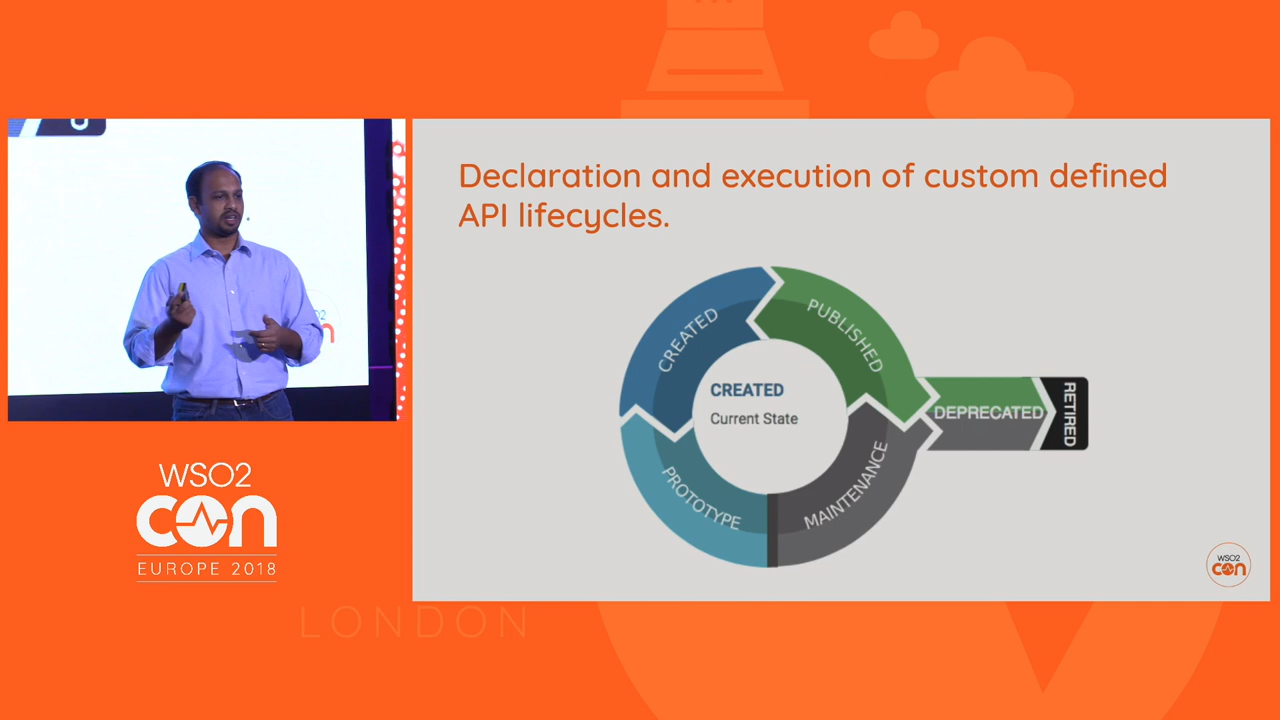 Declaration and execution of custom defined
API lifecycles.
CREATED
PUBLISHED
CREATED
Current State
DEPRECATED
RETIRED
PROTOTYPE
MAINTENANCE
WSO2
con
WSO2
con
EUROPE 2018
LONDON